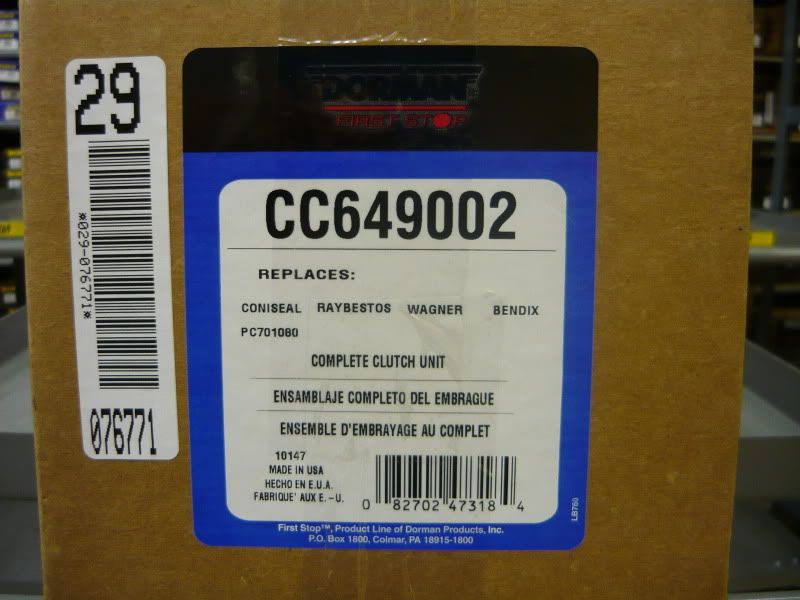 29
*029-076771*
076771
DORMAN
FIRST STOP
CC649002
REPLACES:
CONISEAL RAYBESTOS WAGNER BENDIX
PC701080
COMPLETE CLUTCH UNIT
ENSAMBLAJE COMPLETO DEL EMBRAGUE
ENSEMBLE D'EMBRAYAGE AU COMPLET
10147
MADE IN USA
HECHO EN E.U.A.
FABRIQUE' AUX E.-U.
0 82702 47318 4
LB760
First Stop™, Product Line of Dorman Products, Inc.
P.O. Box 1800, Colmar, PA 18915-1800